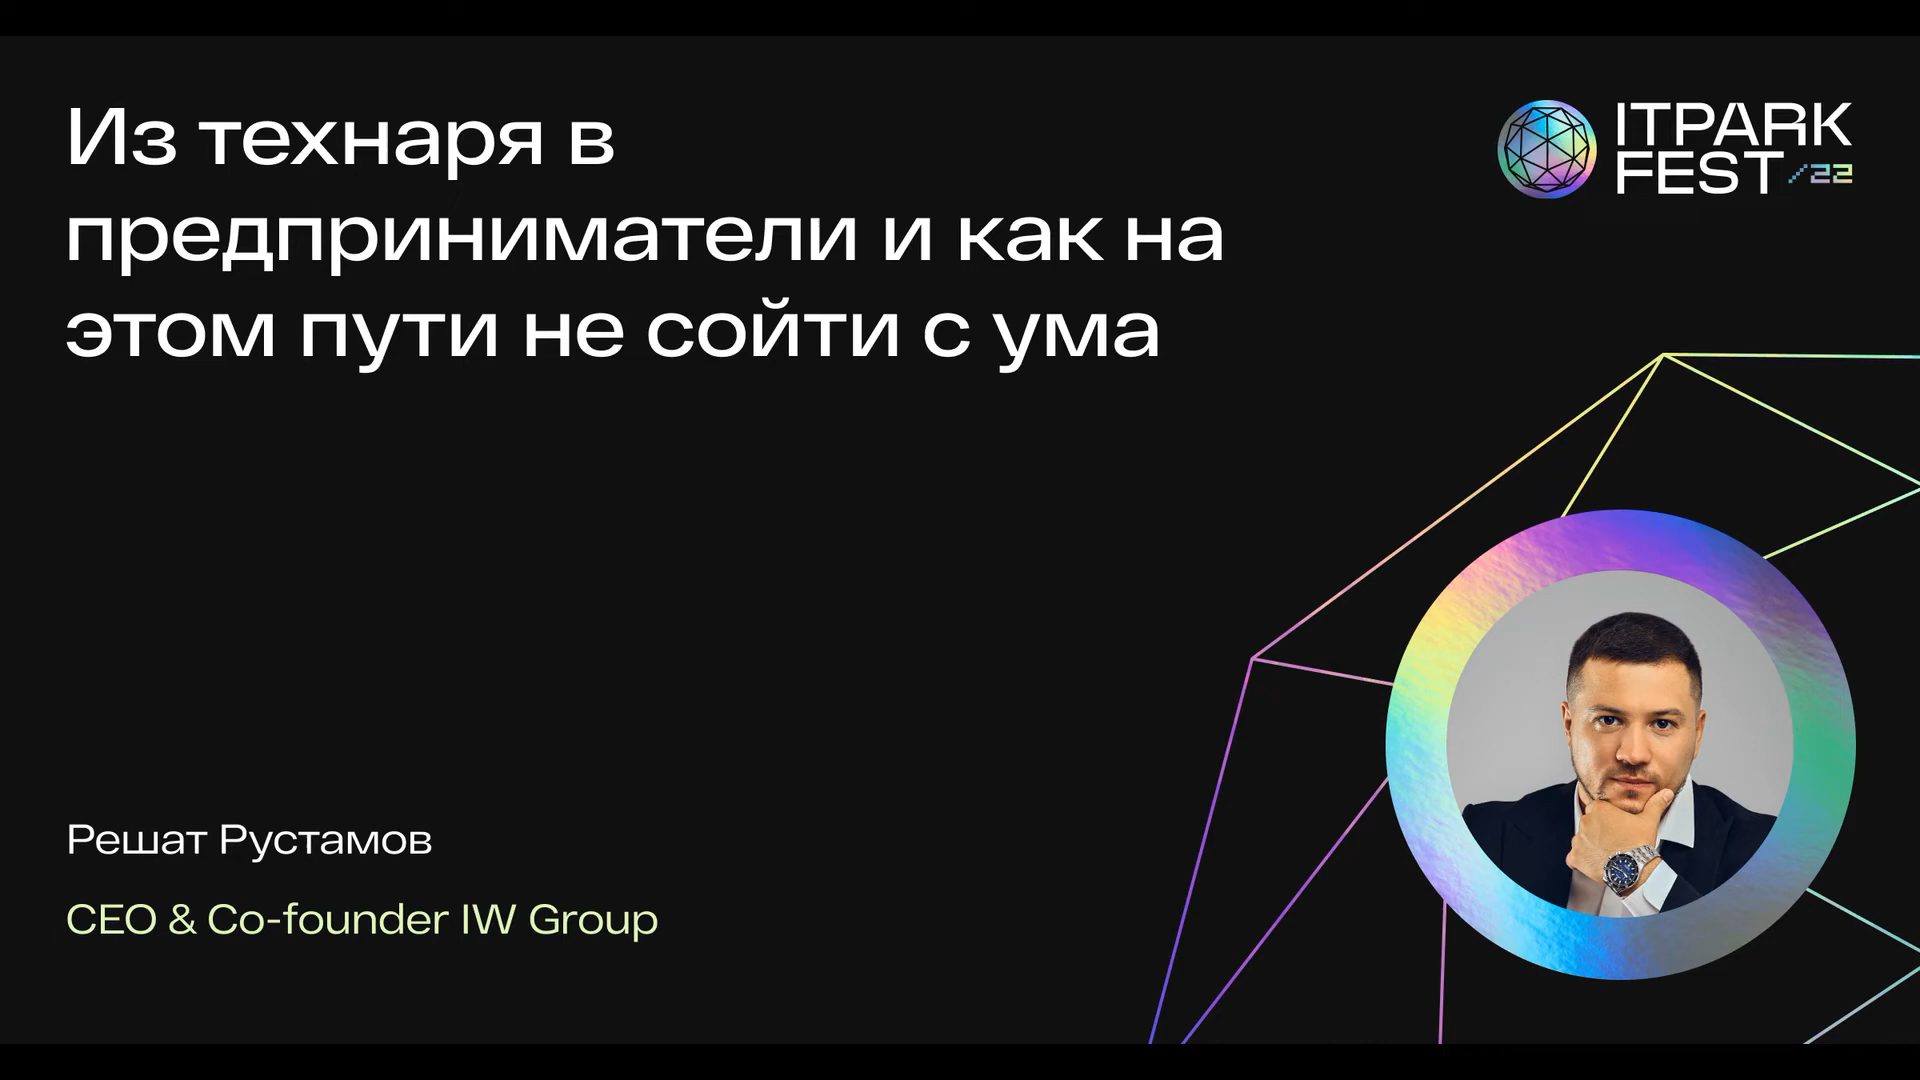 Из технаря в
предприниматели и как на
этом пути не сойти с ума
ITPARK
FEST/22
Решат Рустамов
CEO & Co-founder IW Group